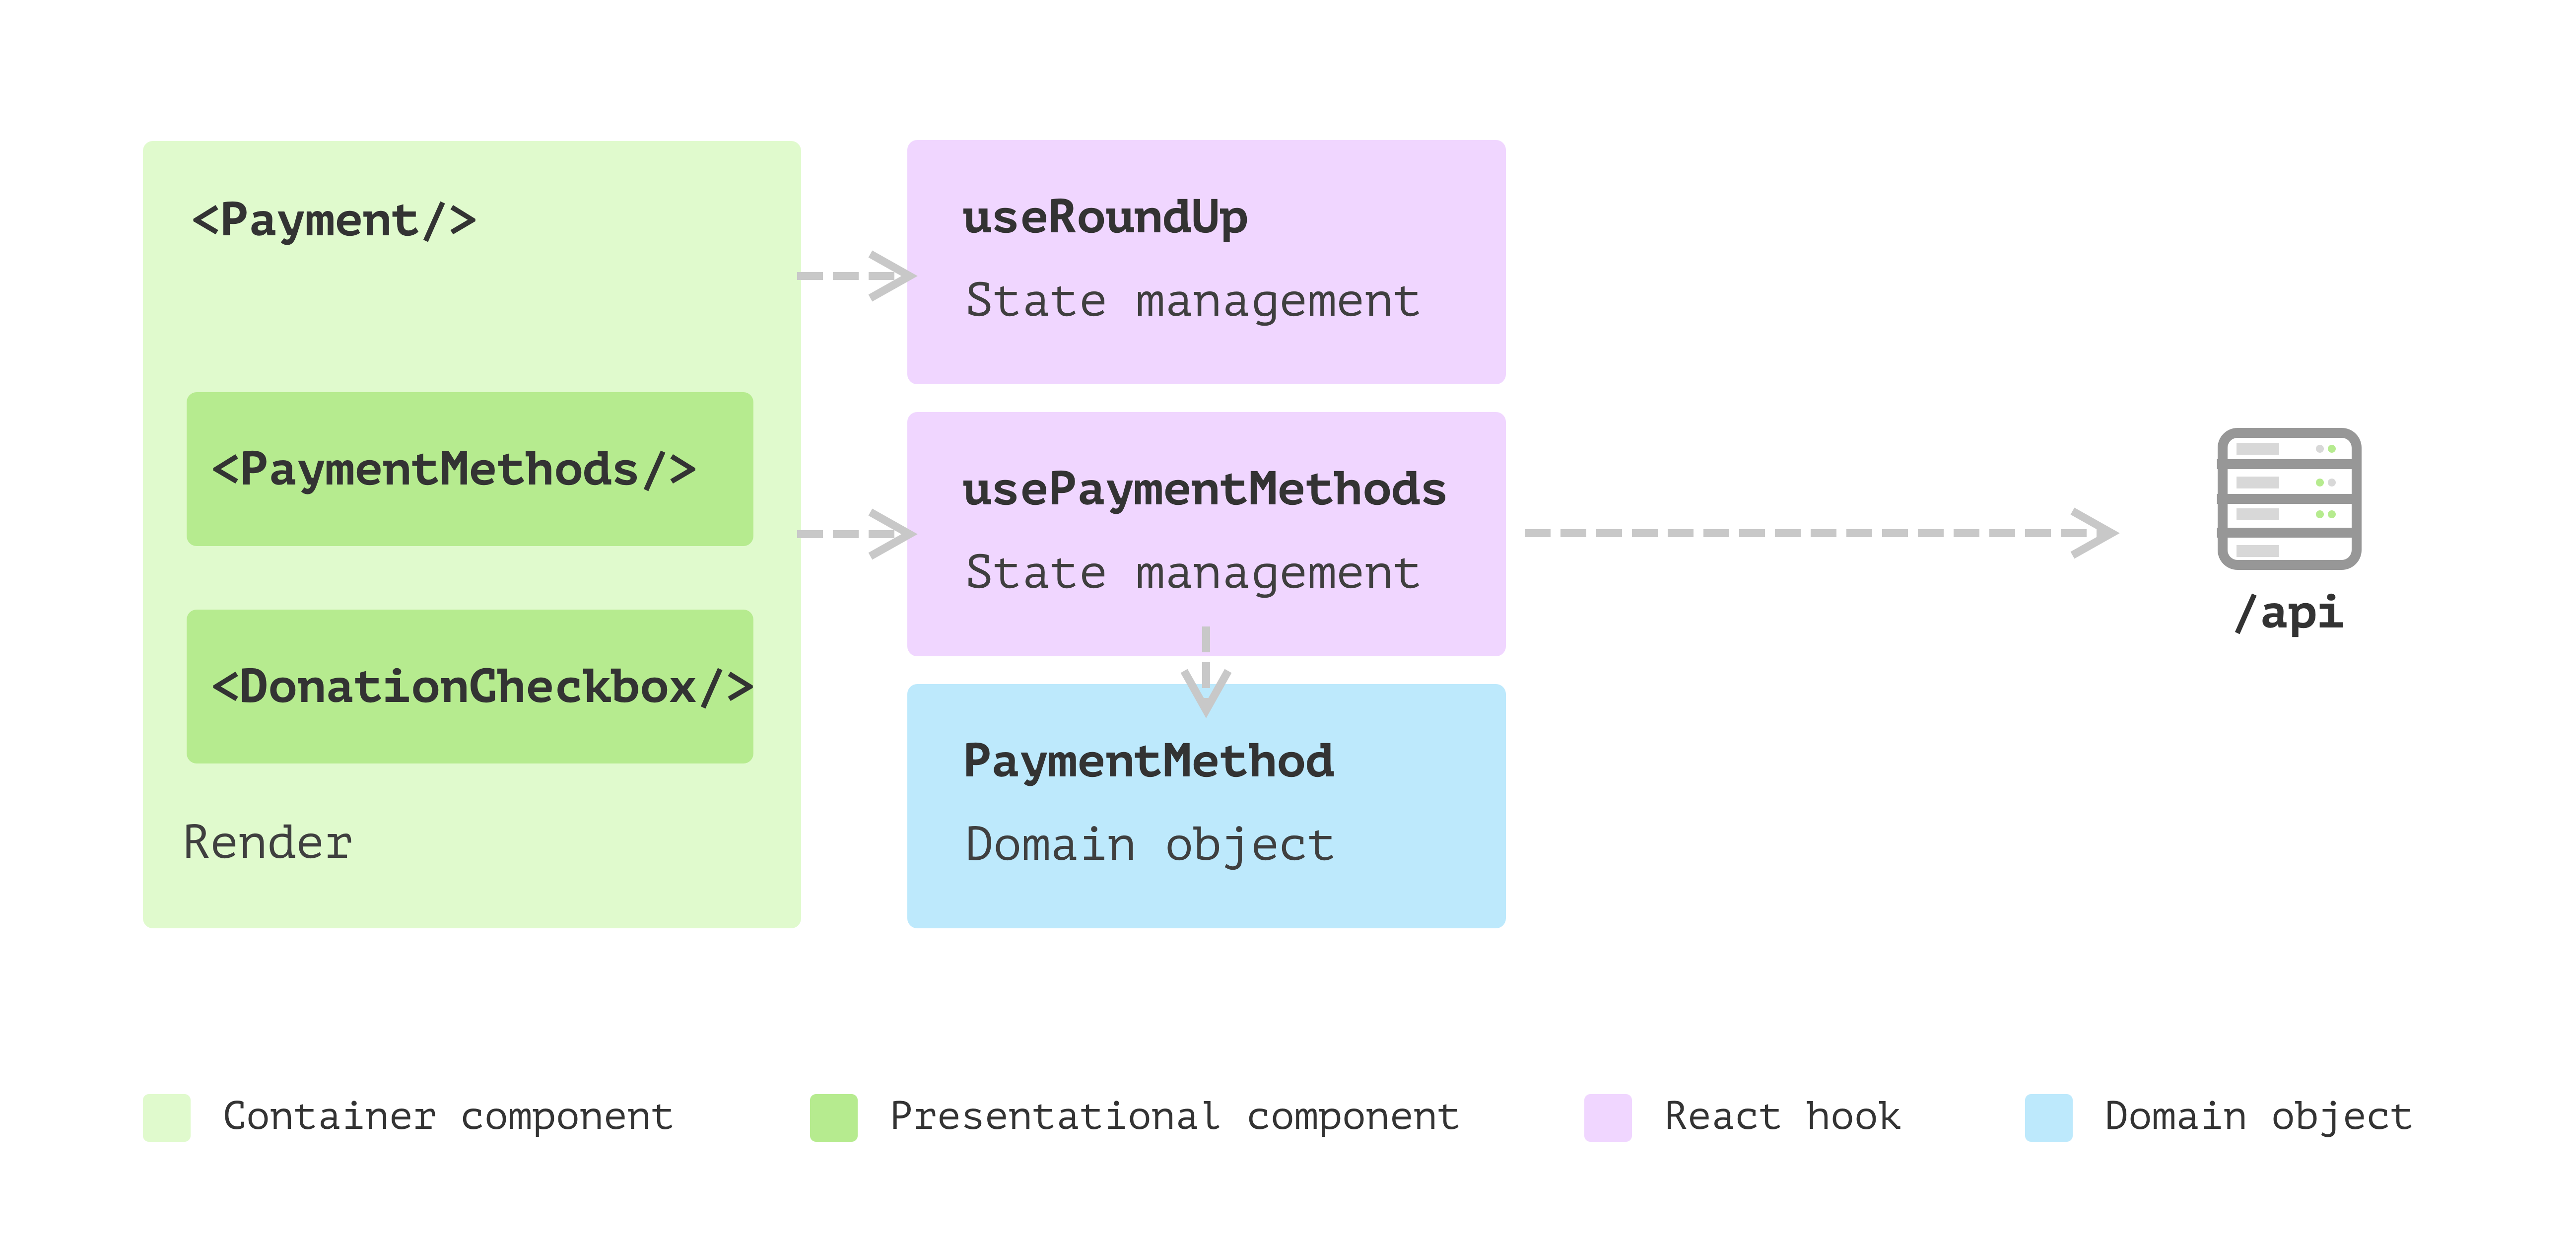 <Payment/>
<PaymentMethods/>
<DonationCheckbox/>
Render
useRoundUp
State management
usePaymentMethods
State management
PaymentMethod
Domain object
/api
Container component
Presentational component
React hook
Domain object